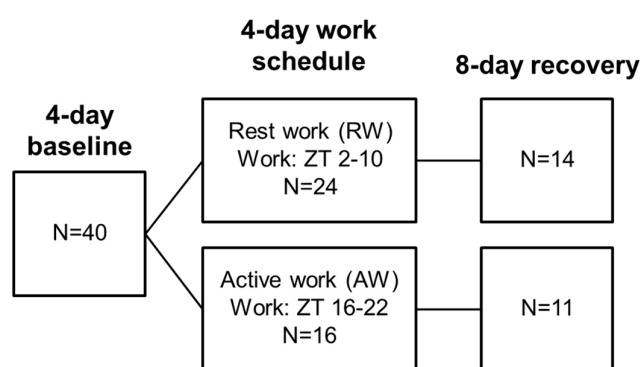 4-day work
schedule
8-day recovery
4-day
baseline
Rest work (RW)
Work: ZT 2-10
N=24
N=14
N=40
Active work (AW)
Work: ZT 16-22
N=16
N=11